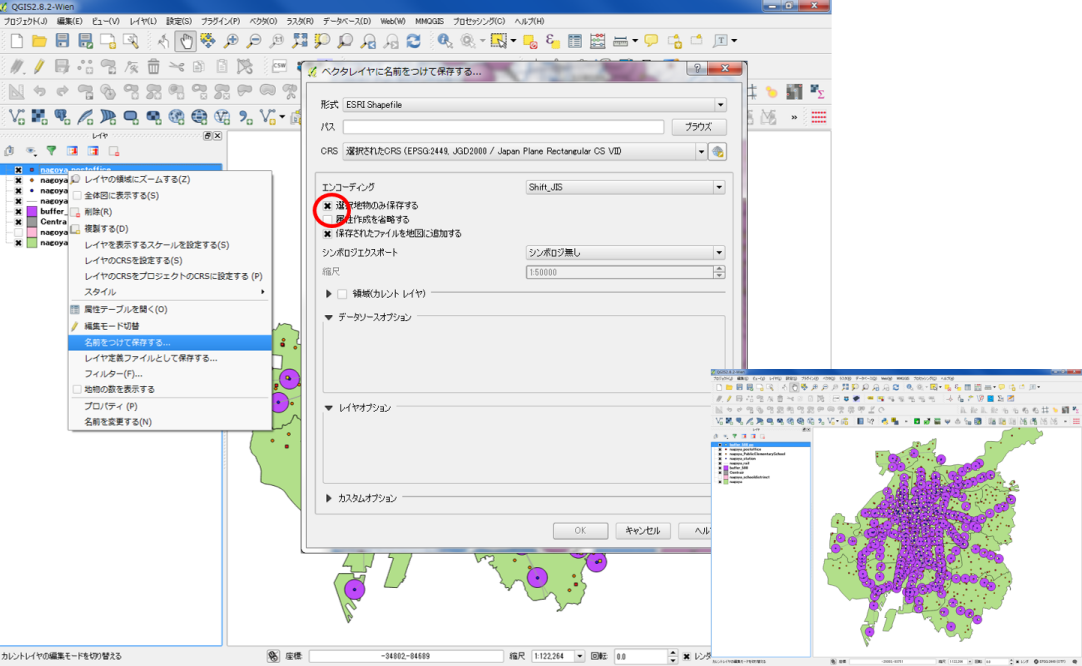 QGIS2.8.2-Wien
プロジェクト(J) 編集(E) ビュー(V) レイヤ(L) 設定(S) プラグイン(P) ベクタ(O) ラスタ(R) データベース(D) Web(W) MMQGIS プロセッシング(C) ヘルプ(H)
レイヤ
nagoya_postoffice
nagoya
nagoya
nagoya
buffer_
Centra
nagoya
nagoya
レイヤの領域にズームする(Z)
全体図に表示する(S)
削除(R)
複製する(D)
レイヤを表示するスケールを設定する(S)
レイヤのCRSを設定する(S)
レイヤのCRSをプロジェクトのCRSに設定する (P)
スタイル
属性テーブルを開く(O)
編集モード切替
名前をつけて保存する...
レイヤ定義ファイルとして保存する...
フィルター(F)...
地物の数を表示する
プロパティ (P)
名前を変更する(N)
ベクタレイヤに名前をつけて保存する...
形式 ESRI Shapefile
パス ブラウズ
CRS 選択されたCRS (EPSG:2449, JGD2000 / Japan Plane Rectangular CS VII)
エンコーディング Shift_JIS
選択地物のみ保存する
属性作成を省略する
保存されたファイルを地図に追加する
シンボロジエクスポート シンボロジ無し
縮尺 1:50000
領域(カレント レイヤ)
データソースオプション
レイヤオプション
カスタムオプション
OK キャンセル ヘル
カレントレイヤの編集モードを切り替える 座標: -34802,-84689 縮尺 1:122,264 回転: 0.0 レンダ
nagoya_postoffice
nagoya_PublicElementarySchool
nagoya_station
nagoya_rail
buffer_500
Centran
nagoya_schooldistrict
nagoya